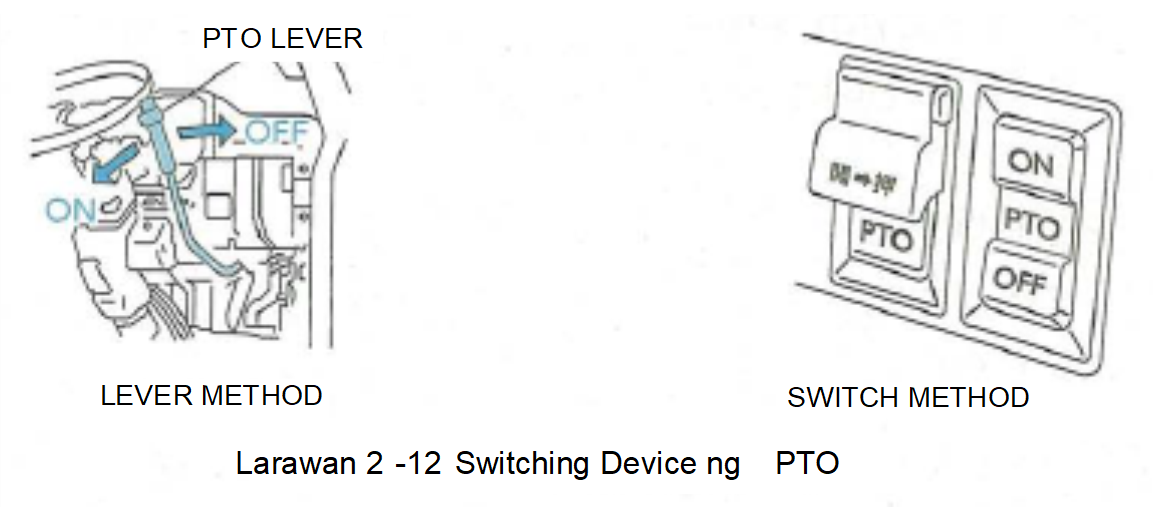 PTO LEVER
OFF
ON
LEVER METHOD
PTO
ON
PTO
OFF
SWITCH METHOD
Larawan 2 -12 Switching Device ng PTO